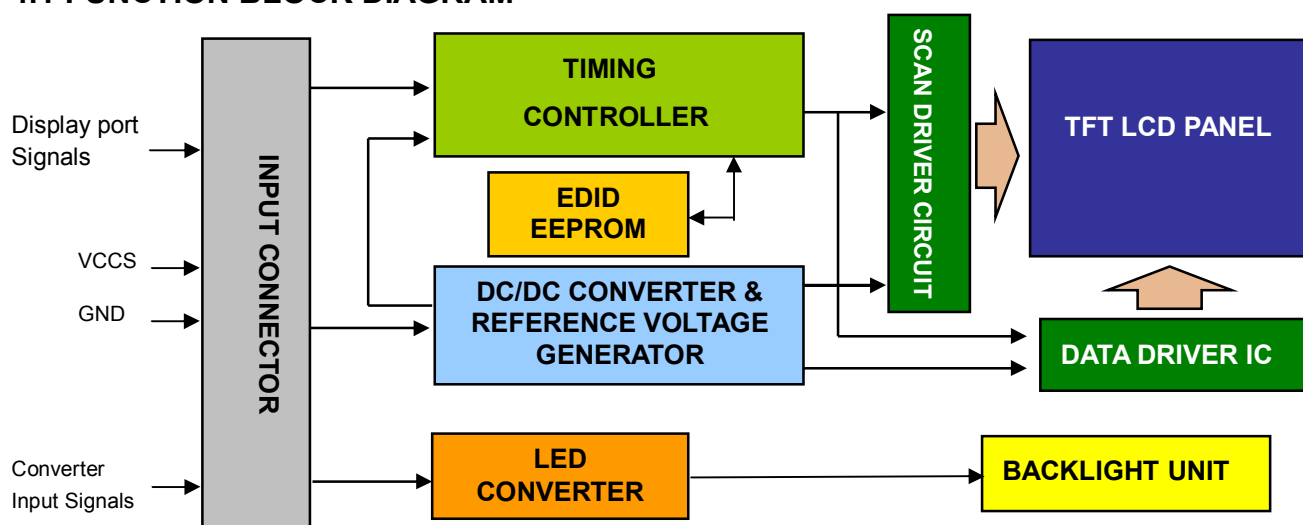 TIMING
CONTROLLER
SCAN DRIVER CIRCUIT
TFT LCD PANEL
Display port
Signals
INPUT CONNECTOR
EDID
EEPROM
VCCS
GND
DC/DC CONVERTER &
REFERENCE VOLTAGE
GENERATOR
DATA DRIVER IC
Converter
Input Signals
LED
CONVERTER
BACKLIGHT UNIT